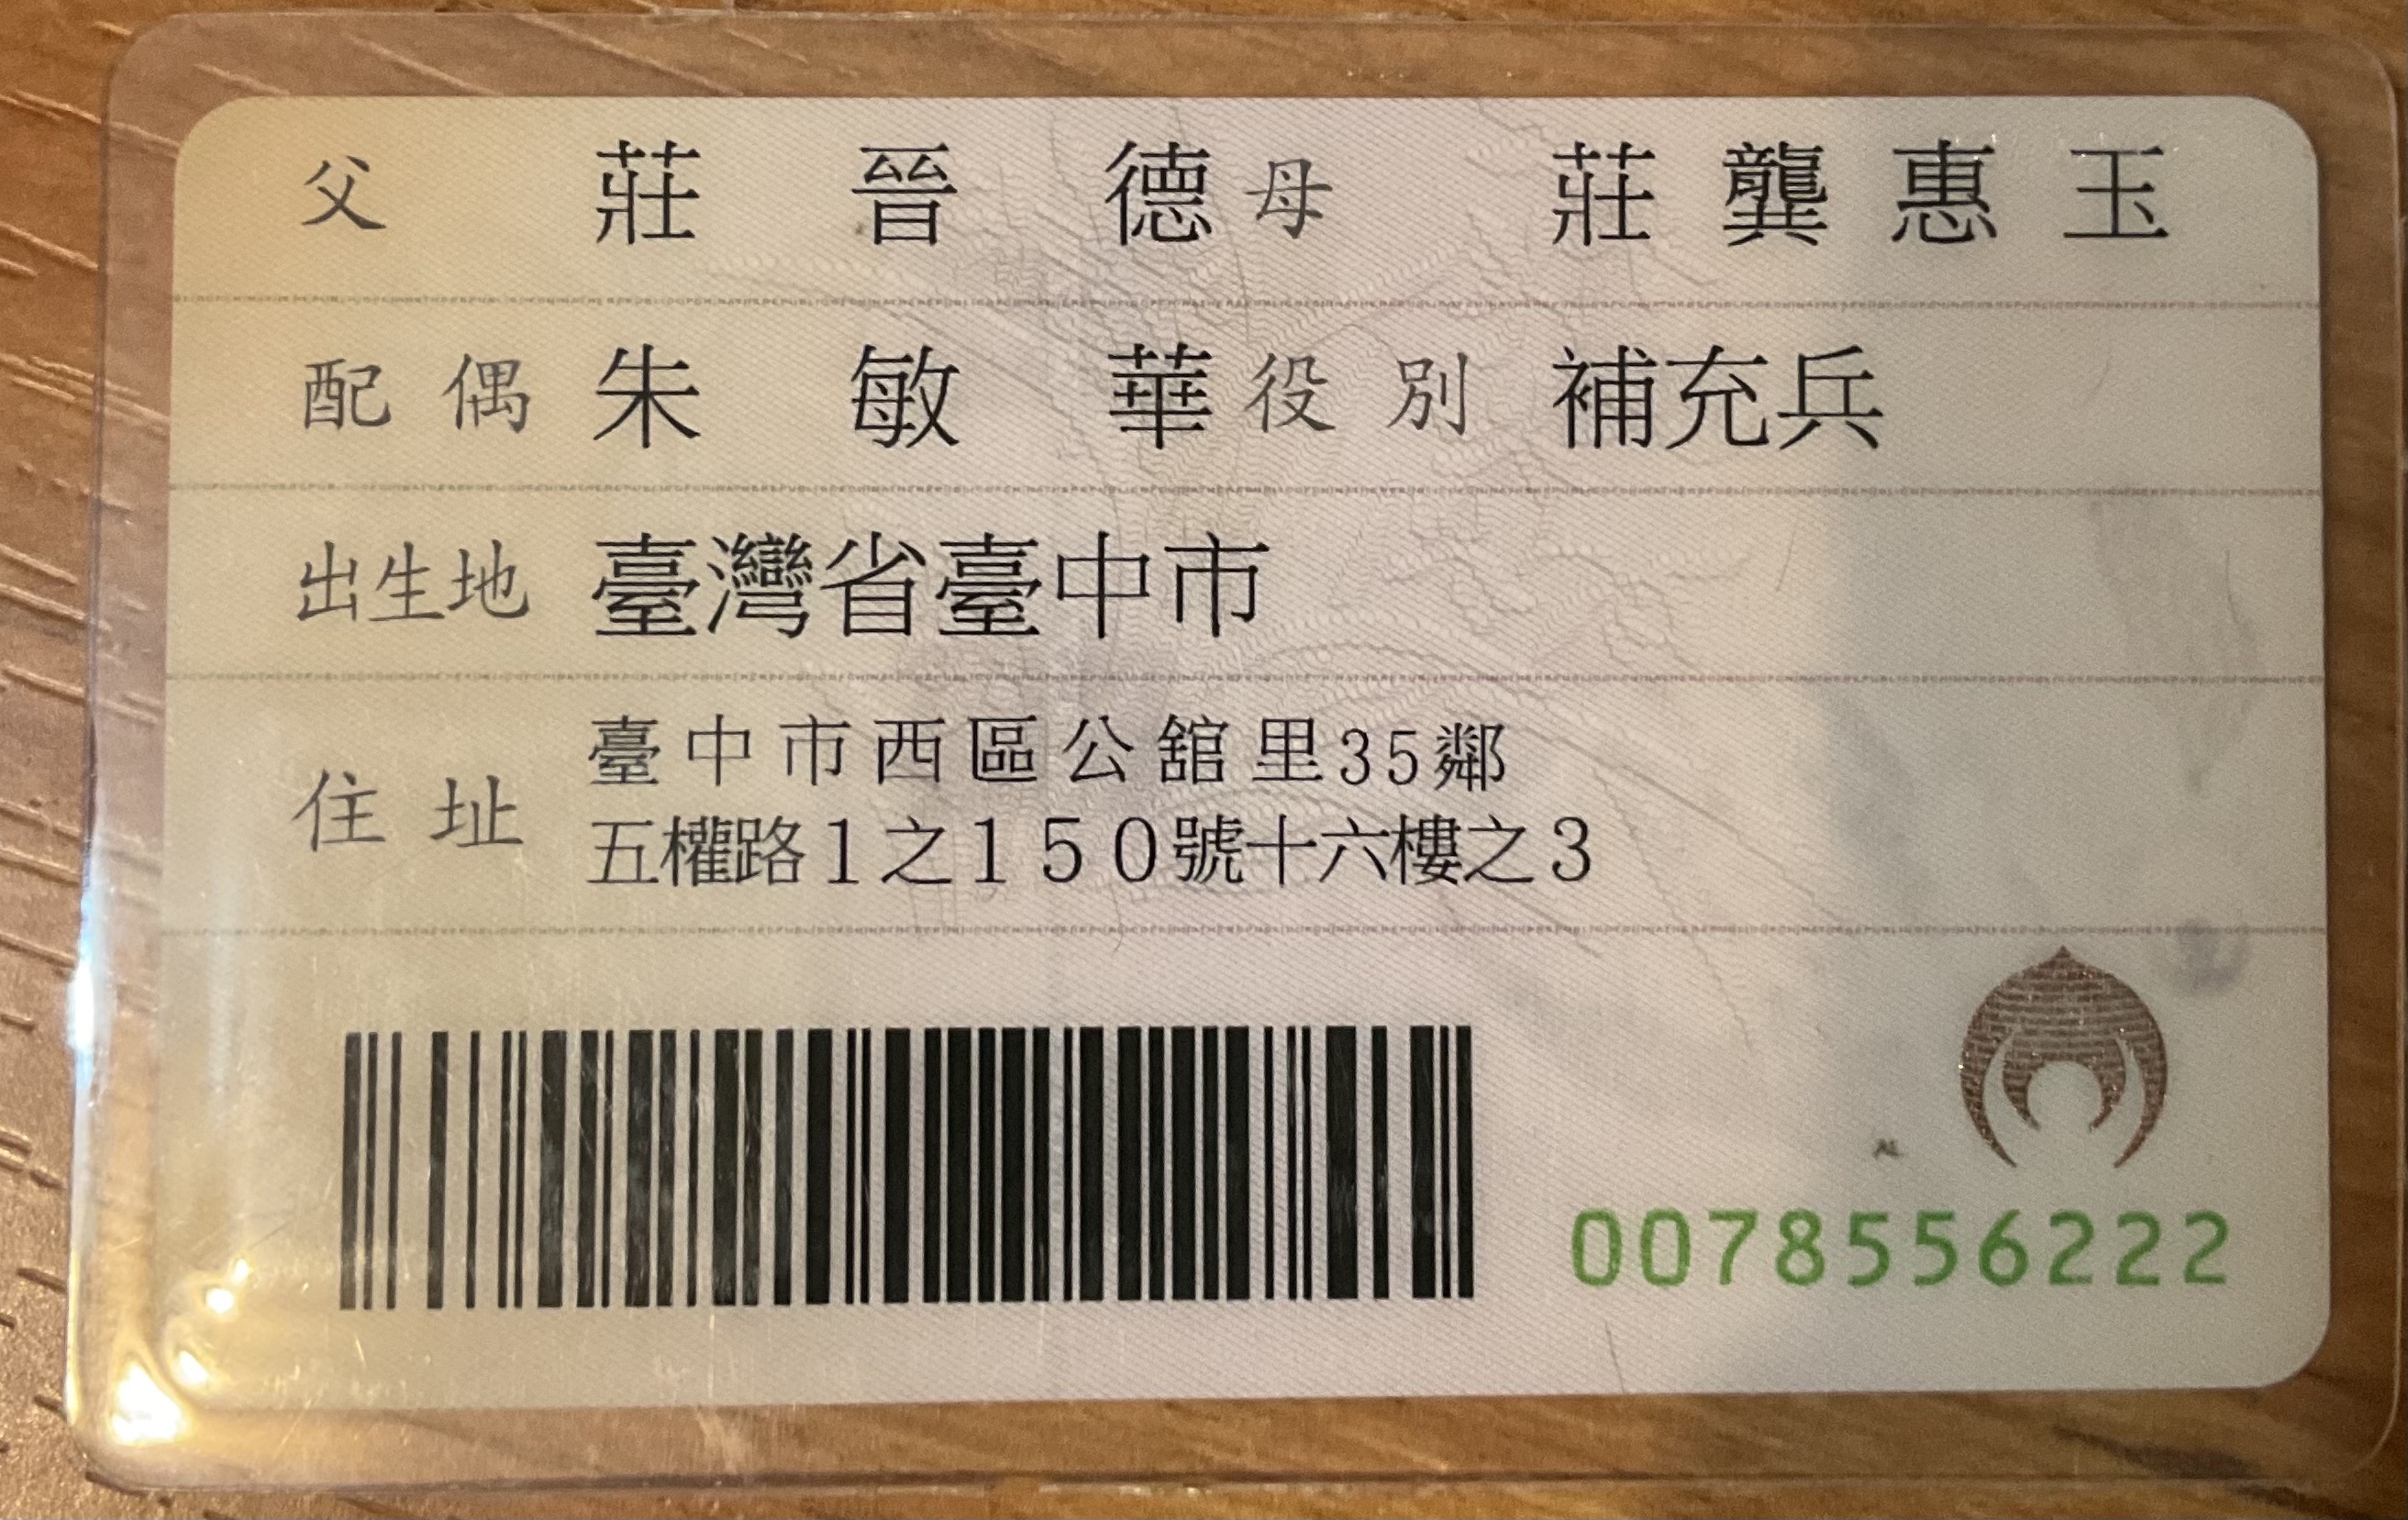 父 莊晉德 母 莊龔惠玉
配偶 朱敏華 役別 補充兵
出生地 臺灣省臺中市
住址 臺中市西區公舘里35鄰
五權路1之150號十六樓之3
0078556222